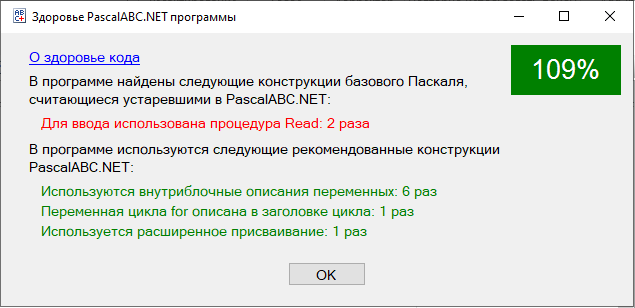 Здоровье PascalABC.NET программы
О здоровье кода
109%
В программе найдены следующие конструкции базового Паскаля,
считающиеся устаревшими в PascalABC.NET:
Для ввода использована процедура Read: 2 раза
В программе используются следующие рекомендованные конструкции
PascalABC.NET:
Используются внутриблочные описания переменных: 6 раз
Переменная цикла for описана в заголовке цикла: 1 раз
Используется расширенное присваивание: 1 раз
OK